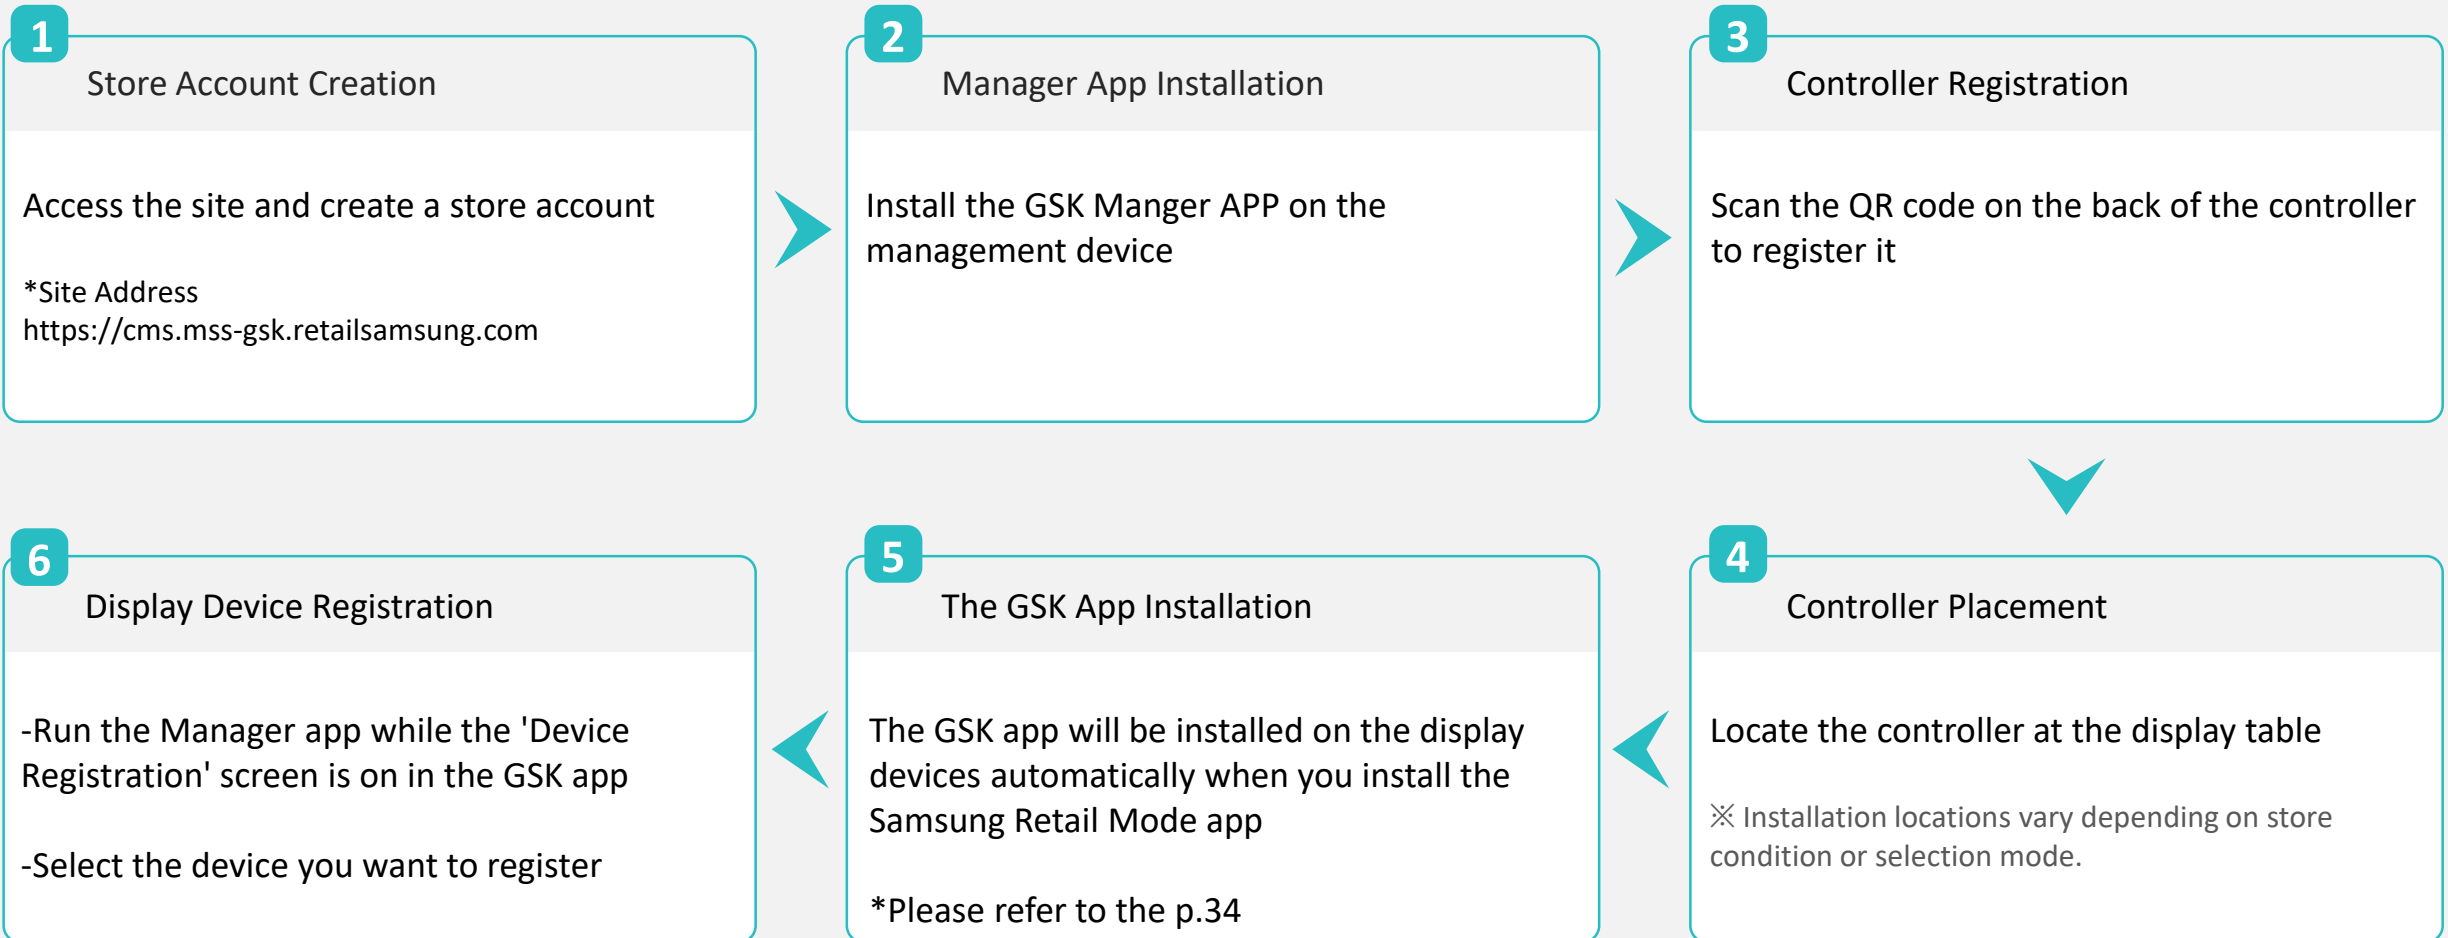 1
Store Account Creation
Access the site and create a store account
*Site Address
https://cms.mss-gsk.retailsamsung.com
2
Manager App Installation
Install the GSK Manger APP on the
management device
3
Controller Registration
Scan the QR code on the back of the controller
to register it
4
Controller Placement
Locate the controller at the display table
※ Installation locations vary depending on store
condition or selection mode.
5
The GSK App Installation
The GSK app will be installed on the display
devices automatically when you install the
Samsung Retail Mode app
*Please refer to the p.34
6
Display Device Registration
-Run the Manager app while the 'Device
Registration' screen is on in the GSK app
-Select the device you want to register